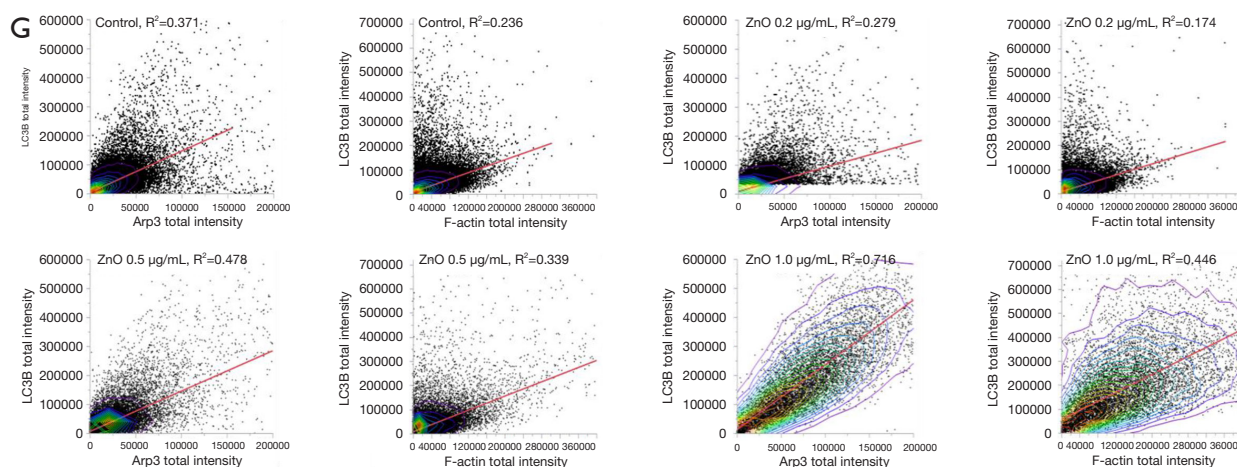 G
Control, R²=0.371
600000
500000
400000
300000
200000
100000
0
LC3B total intensity
0 50000 100000 150000 200000
Arp3 total intensity
Control, R²=0.236
700000
600000
500000
400000
300000
200000
100000
0
LC3B total intensity
0 40000 120000 200000 280000 360000
F-actin total intensity
ZnO 0.2 µg/mL, R²=0.279
600000
500000
400000
300000
200000
100000
0
LC3B total intensity
0 50000 100000 150000 200000
Arp3 total intensity
ZnO 0.2 µg/mL, R²=0.174
700000
600000
500000
400000
300000
200000
100000
0
LC3B total intensity
0 40000 120000 200000 280000 360000
F-actin total intensity
ZnO 0.5 µg/mL, R²=0.478
600000
500000
400000
300000
200000
100000
0
LC3B total intensity
0 50000 100000 150000 200000
Arp3 total intensity
ZnO 0.5 µg/mL, R²=0.339
700000
600000
500000
400000
300000
200000
100000
0
LC3B total intensity
0 40000 120000 200000 280000 360000
F-actin total intensity
ZnO 1.0 µg/mL, R²=0.716
600000
500000
400000
300000
200000
100000
0
LC3B total intensity
0 50000 100000 150000 200000
Arp3 total intensity
ZnO 1.0 µg/mL, R²=0.446
700000
600000
500000
400000
300000
200000
100000
0
LC3B total intensity
0 40000 120000 200000 280000 360000
F-actin total intensity